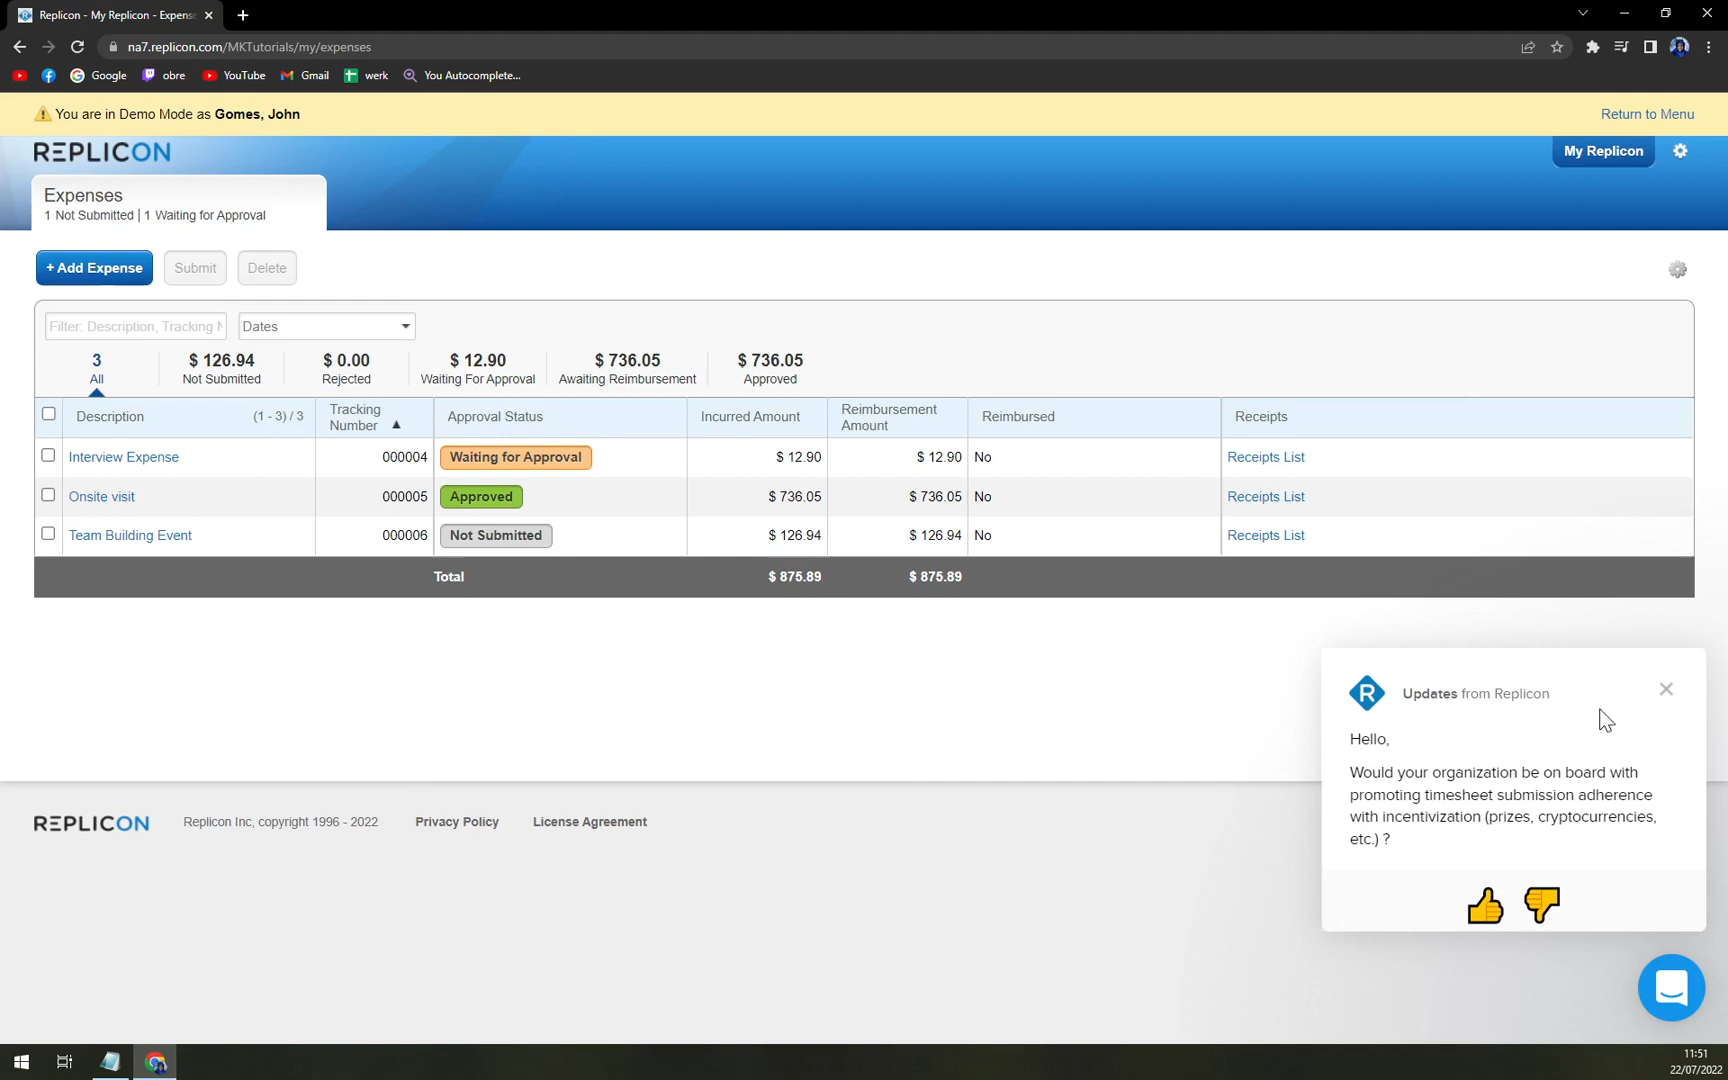 Replicon - My Replicon - Expense
na7.replicon.com/MKTutorials/my/expenses
Google
obre
YouTube
Gmail
werk
You Autocomplete...
You are in Demo Mode as Gomes, John
Return to Menu
REPLICON
My Replicon
Expenses
1 Not Submitted | 1 Waiting for Approval
+ Add Expense
Submit
Delete
Filter: Description, Tracking N
Dates
3
All
$ 126.94
Not Submitted
$ 0.00
Rejected
$ 12.90
Waiting For Approval
$ 736.05
Awaiting Reimbursement
$ 736.05
Approved
Description (1 - 3) / 3
Tracking
Number
Approval Status
Incurred Amount
Reimbursement
Amount
Reimbursed
Receipts
Interview Expense 000004 Waiting for Approval $ 12.90 $ 12.90 No Receipts List
Onsite visit 000005 Approved $ 736.05 $ 736.05 No Receipts List
Team Building Event 000006 Not Submitted $ 126.94 $ 126.94 No Receipts List
Total $ 875.89 $ 875.89
R
Updates from Replicon
Hello,
Would your organization be on board with
promoting timesheet submission adherence
with incentivization (prizes, cryptocurrencies,
etc.) ?
REPLICON
Replicon Inc, copyright 1996 - 2022
Privacy Policy
License Agreement
11:51
22/07/2022